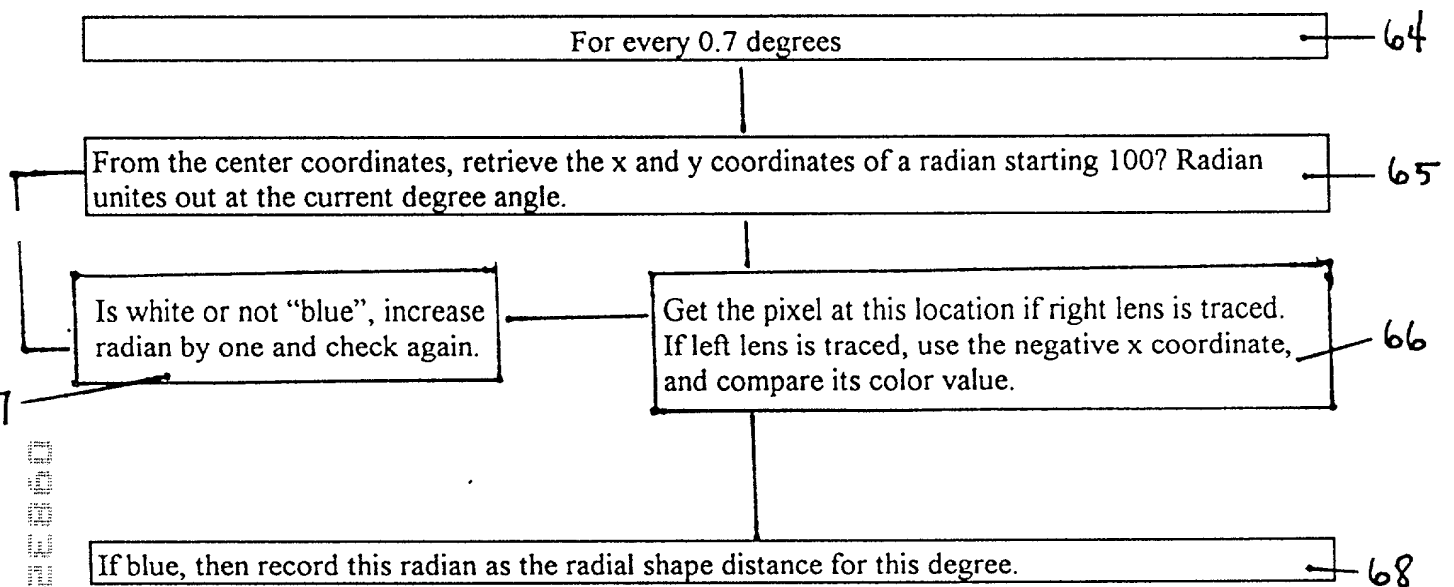 For every 0.7 degrees
64
From the center coordinates, retrieve the x and y coordinates of a radian starting 100? Radian
unites out at the current degree angle.
65
Is white or not “blue”, increase
radian by one and check again.
Get the pixel at this location if right lens is traced.
If left lens is traced, use the negative x coordinate,
and compare its color value.
66
7
If blue, then record this radian as the radial shape distance for this degree.
68